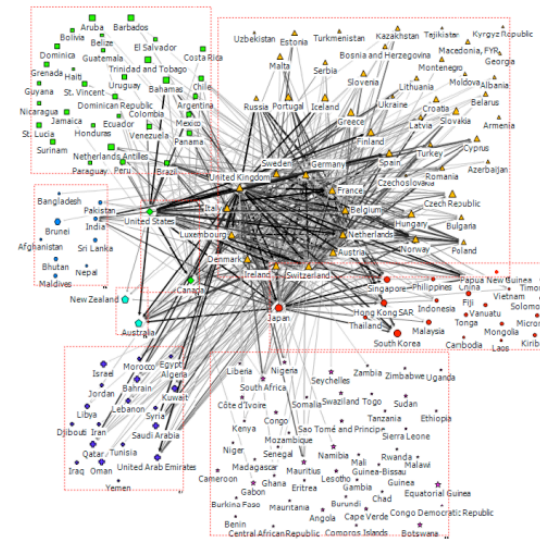 Aruba
Barbados
Bolivia
Belize
El Salvador
Dominica
Guatemala
Costa Rica
Grenada
Haiti
Trinidad and Tobago
Guyana
St. Vincent
Uruguay
Bahamas
Chile
Nicaragua
Dominican Republic
Argentina
Jamaica
Ecuador
Colombia
Mexico
St. Lucia
Honduras
Venezuela
Panama
Surinam
Netherlands Antilles
Paraguay
Peru
Brazil
Uzbekistan
Estonia
Turkmenistan
Kazakhstan
Tajikistan
Kyrgyz Republic
Malta
Bosnia and Herzegovina
Macedonia, FYR
Georgia
Serbia
Montenegro
Slovenia
Lithuania
Moldova
Albania
Russia
Portugal
Iceland
Ukraine
Croatia
Belarus
Greece
Latvia
Slovakia
Armenia
Finland
Sweden
Germany
Spain
Turkey
Cyprus
United Kingdom
Czechoslovakia
Romania
Azerbaijan
France
Czech Republic
Italy
Belgium
Hungary
Bulgaria
Luxembourg
Netherlands
Norway
Poland
Denmark
Austria
Ireland
Switzerland
Bangladesh
Pakistan
United States
Brunei
India
Afghanistan
Sri Lanka
Bhutan
Nepal
Maldives
New Zealand
Canada
Australia
Japan
Singapore
Philippines
China
Papua New Guinea
Fiji
Vietnam
Hong Kong SAR
Indonesia
Vanuatu
Thailand
Malaysia
Tonga
Mongolia
South Korea
Cambodia
Laos
Israel
Morocco
Egypt
Algeria
Jordan
Bahrain
Kuwait
Libya
Lebanon
Syria
Djibouti
Iran
Saudi Arabia
Qatar
Tunisia
Iraq
Oman
United Arab Emirates
Yemen
Liberia
Nigeria
South Africa
Seychelles
Zambia
Zimbabwe
Uganda
Côte d'Ivoire
Somalia
Swaziland
Togo
Sudan
Congo
Kenya
Sao Tomé and Principe
Tanzania
Ethiopia
Mozambique
Sierra Leone
Niger
Senegal
Namibia
Rwanda
Madagascar
Mauritius
Mali
Malawi
Cameroon
Lesotho
Guinea-Bissau
Gabon
Ghana
Eritrea
Gambia
Guinea
Equatorial Guinea
Burkina Faso
Mauritania
Burundi
Chad
Angola
Cape Verde
Congo Democratic Republic
Benin
Central African Republic
Comoros Islands
Botswana